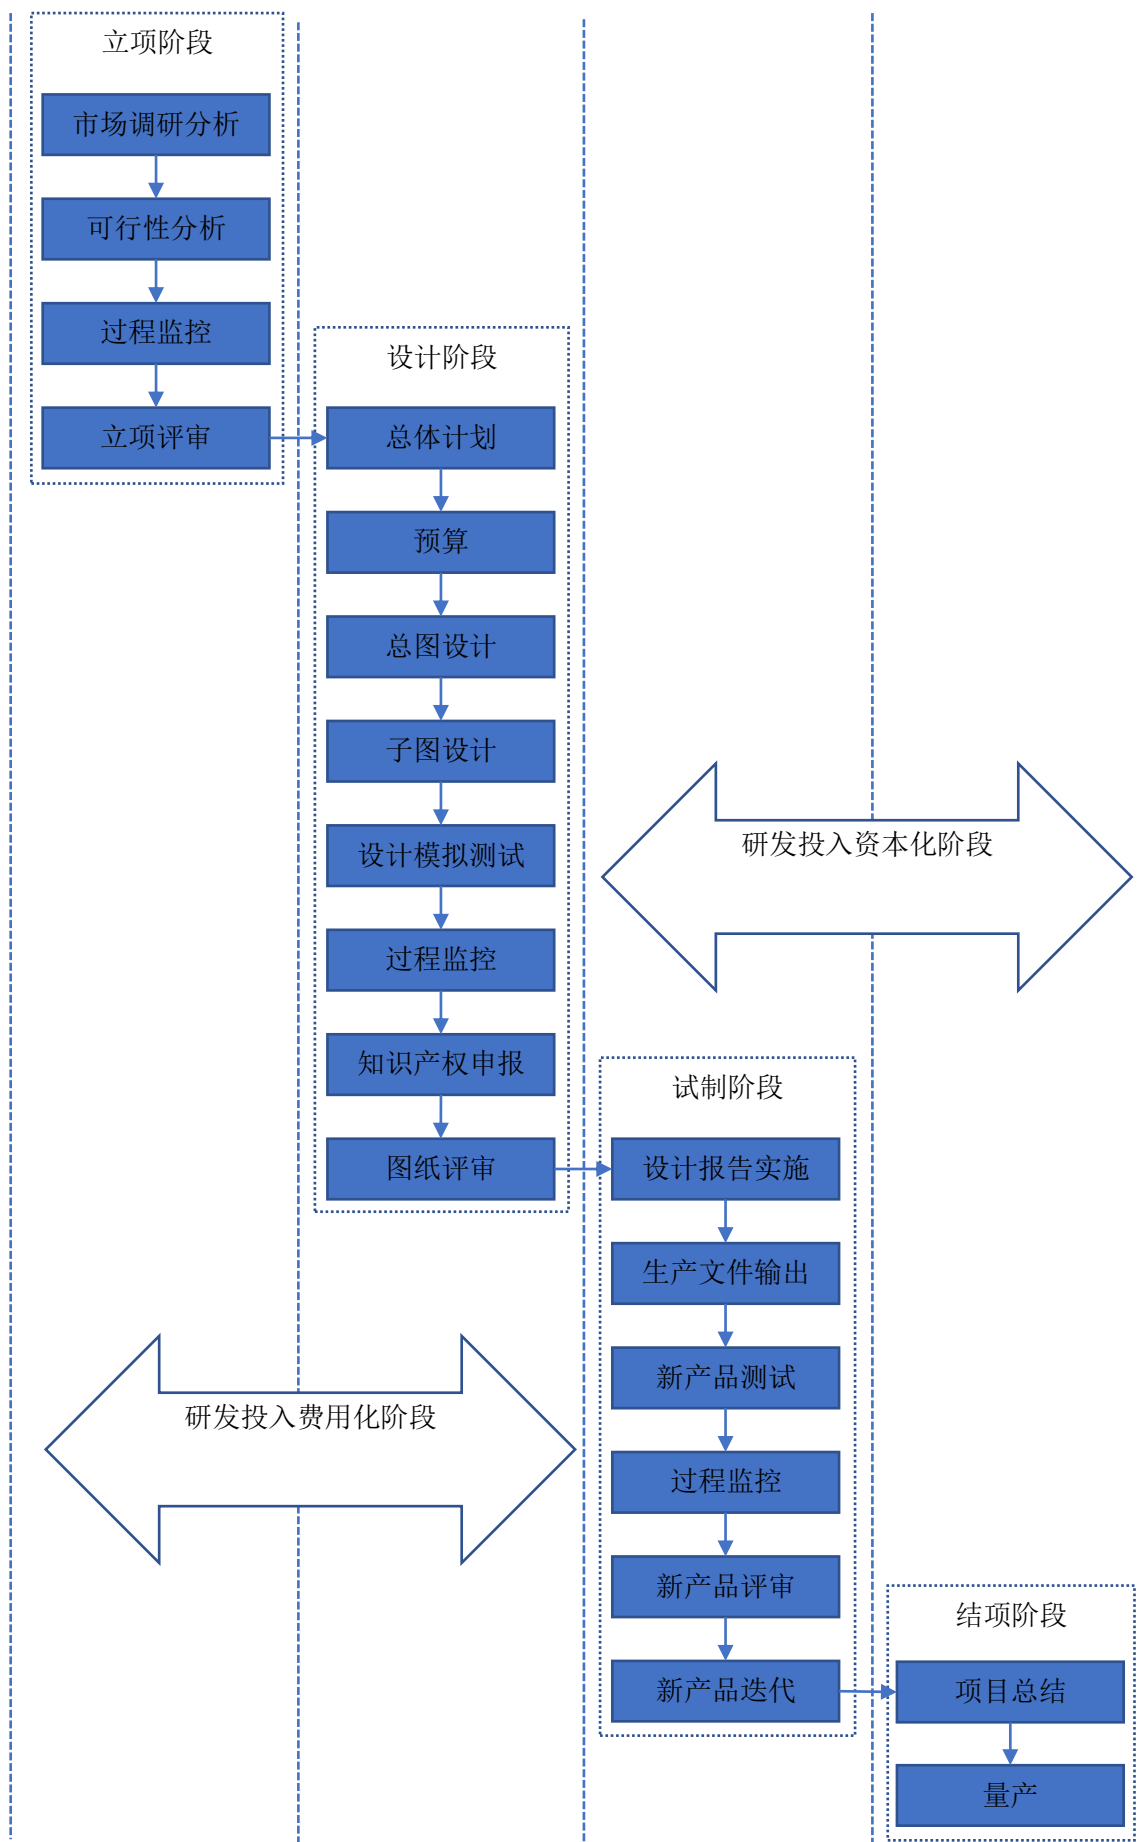 立项阶段
市场调研分析
可行性分析
过程监控
立项评审
设计阶段
总体计划
预算
总图设计
子图设计
设计模拟测试
过程监控
知识产权申报
图纸评审
研发投入费用化阶段
研发投入资本化阶段
试制阶段
设计报告实施
生产文件输出
新产品测试
过程监控
新产品评审
新产品迭代
结项阶段
项目总结
量产